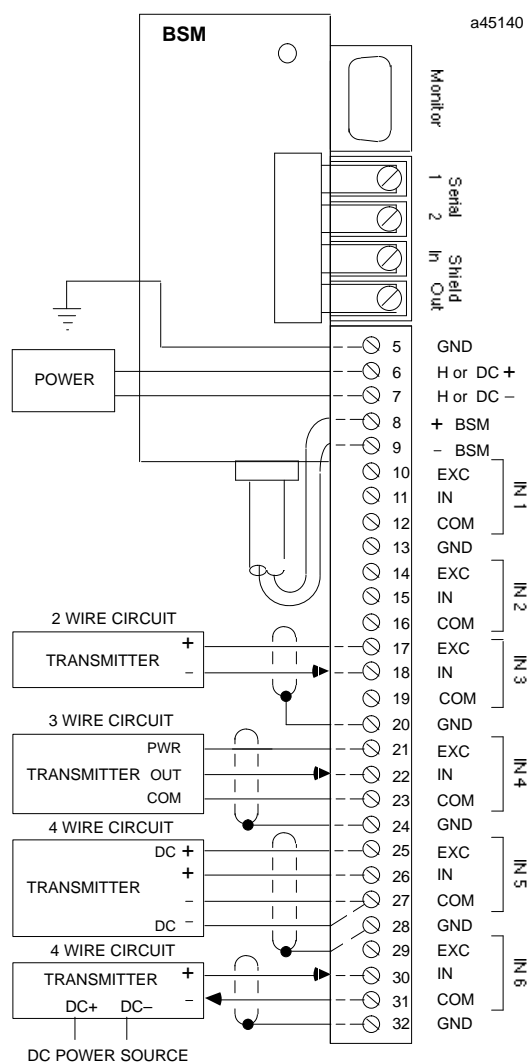 a45140
BSM
Monitor
Serial
1
2
Shield
In
Out
5 GND
POWER
6 H or DC +
7 H or DC –
8 + BSM
9 – BSM
10 EXC
11 IN
12 COM
IN 1
13 GND
14 EXC
15 IN
16 COM
IN 2
2 WIRE CIRCUIT
TRANSMITTER
+
–
17 EXC
18 IN
19 COM
IN 3
20 GND
3 WIRE CIRCUIT
PWR
TRANSMITTER OUT
COM
21 EXC
22 IN
23 COM
IN 4
24 GND
4 WIRE CIRCUIT
DC +
+
TRANSMITTER
–
DC –
25 EXC
26 IN
27 COM
IN 5
28 GND
4 WIRE CIRCUIT
TRANSMITTER
+
–
DC+ DC–
29 EXC
30 IN
31 COM
IN 6
32 GND
DC POWER SOURCE